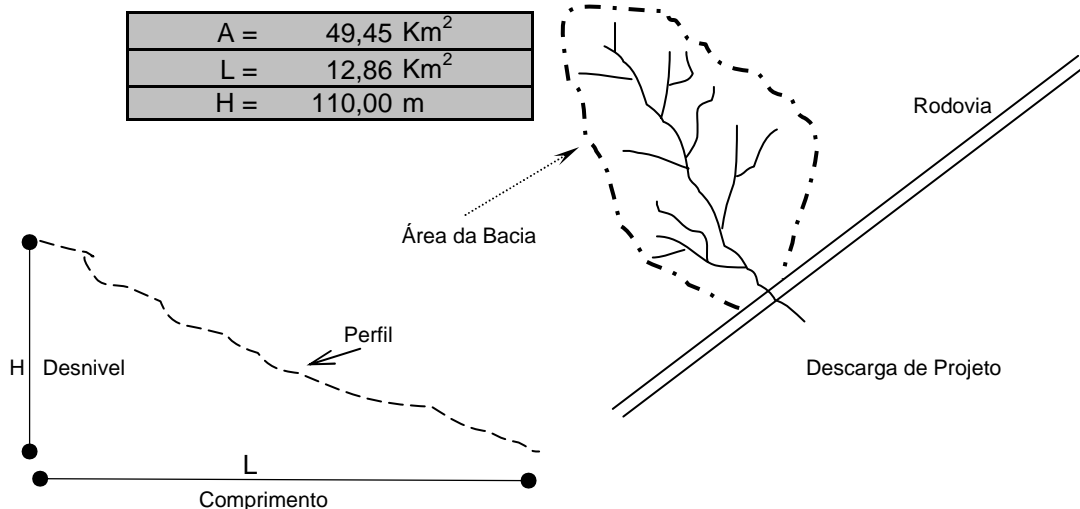 A = 49,45 Km²
L = 12,86 Km²
H = 110,00 m
Rodovia
Área da Bacia
Perfil
H Desnivel
Descarga de Projeto
L
Comprimento